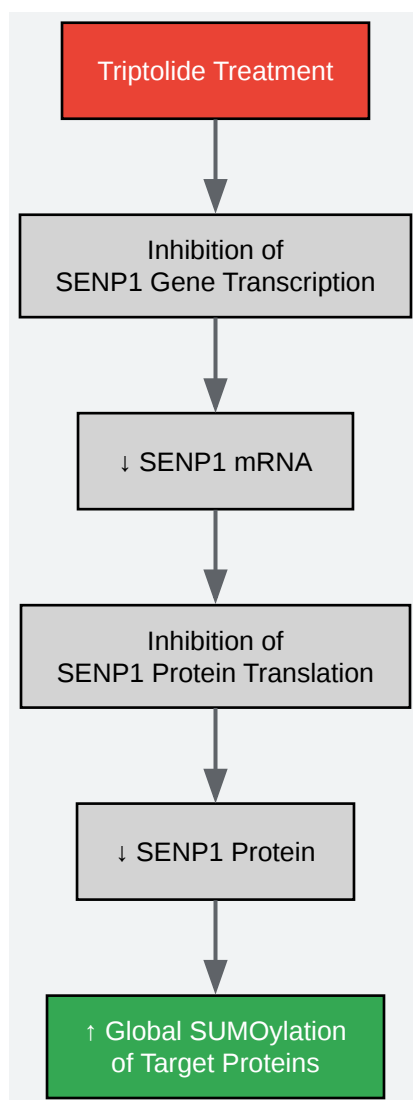 Triptolide Treatment
Inhibition of
SENP1 Gene Transcription
↓ SENP1 mRNA
Inhibition of
SENP1 Protein Translation
↓ SENP1 Protein
↑ Global SUMOylation
of Target Proteins